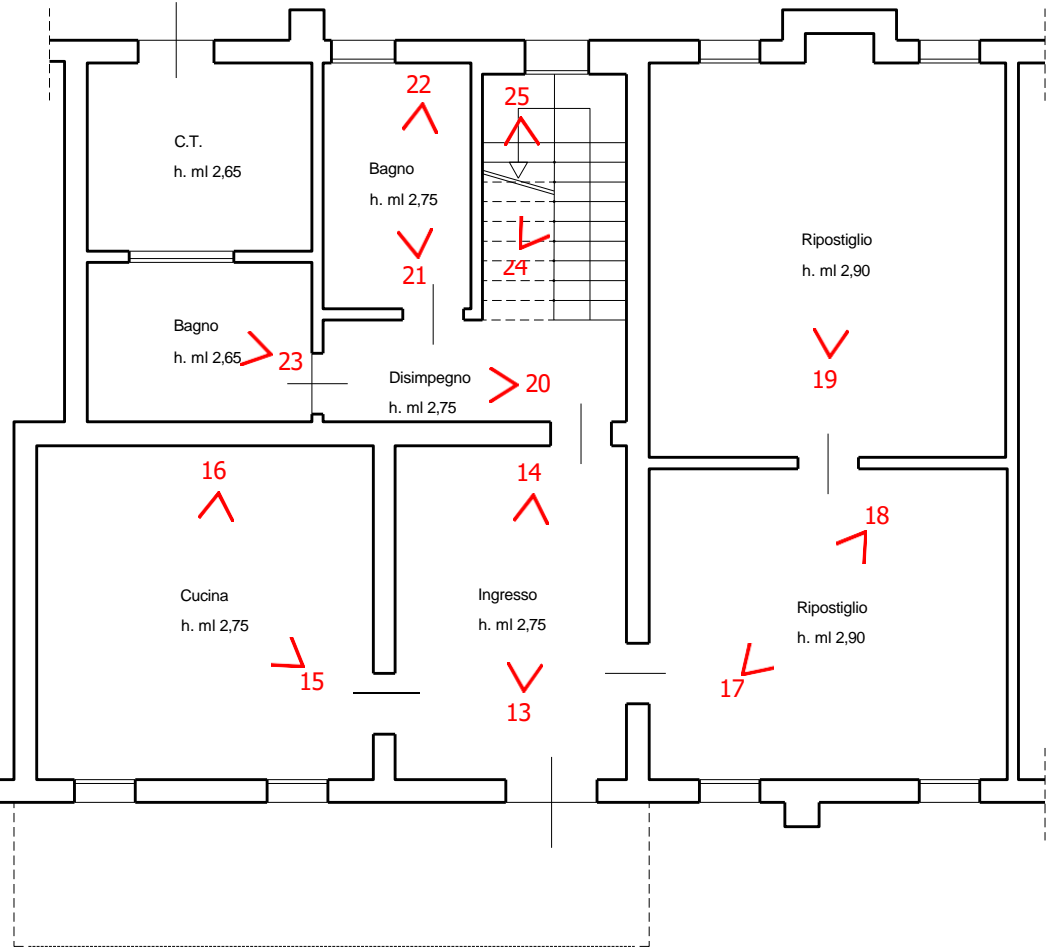 22
25
C.T.
h. ml 2,65
Bagno
h. ml 2,75
21
24
Ripostiglio
h. ml 2,90
Bagno
h. ml 2,65
23
Disimpegno
h. ml 2,75
20
19
16
14
18
Cucina
h. ml 2,75
Ingresso
h. ml 2,75
Ripostiglio
h. ml 2,90
15
13
17